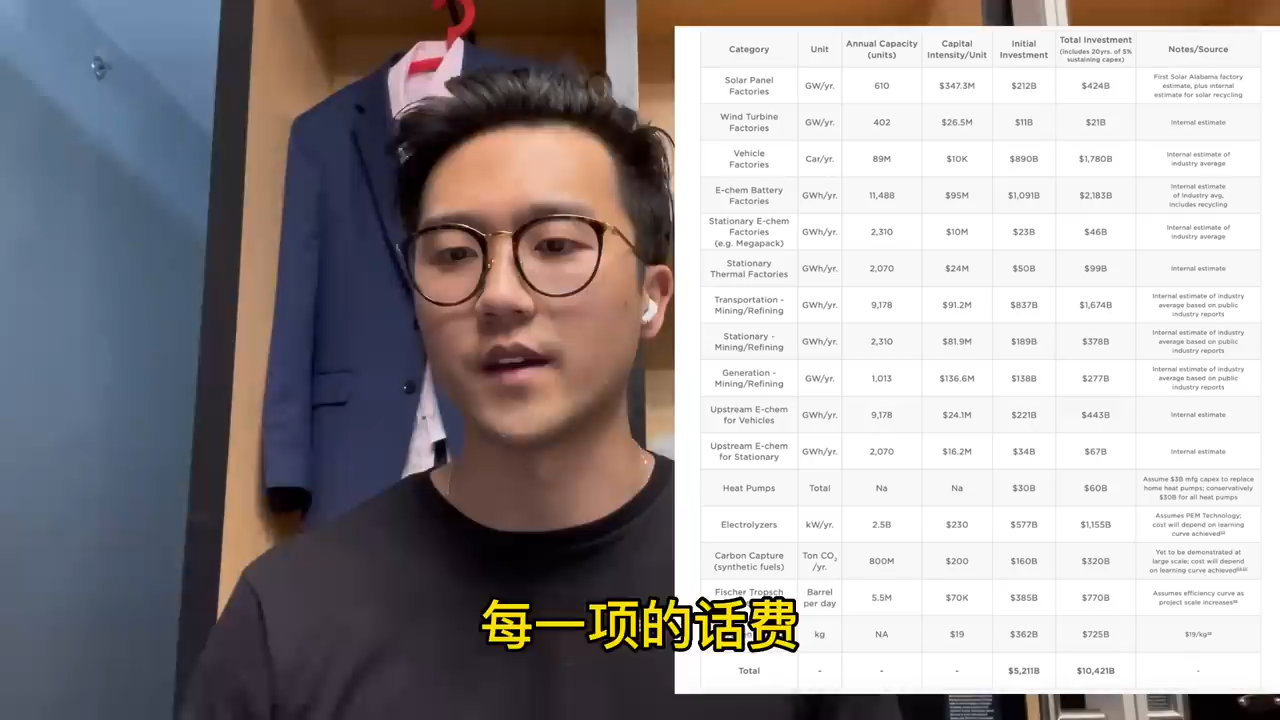 Category Unit Annual Capacity (units) Capital Intensity/Unit Initial Investment Total Investment (includes 20yrs. of 5% sustaining capex) Notes/Source
Solar Panel Factories GW/yr. 610 $347.3M $212B $424B First Solar Alabama factory estimate, plus internal estimate for solar recycling
Wind Turbine Factories GW/yr. 402 $26.5M $11B $21B Internal estimate
Vehicle Factories Car/yr. 89M $10K $890B $1,780B Internal estimate of industry average
E-chem Battery Factories GWh/yr. 11,488 $95M $1,091B $2,183B Internal estimate of Industry avg, includes recycling
Stationary E-chem Factories (e.g. Megapack) GWh/yr. 2,310 $10M $23B $46B Internal estimate of industry average
Stationary Thermal Factories GWh/yr. 2,070 $24M $50B $99B Internal estimate
Transportation - Mining/Refining GWh/yr. 9,178 $91.2M $837B $1,674B Internal estimate of industry average based on public industry reports
Stationary - Mining/Refining GWh/yr. 2,310 $81.9M $189B $378B Internal estimate of industry average based on public industry reports
Generation - Mining/Refining GW/yr. 1,013 $136.6M $138B $277B Internal estimate of industry average based on public industry reports
Upstream E-chem for Vehicles GWh/yr. 9,178 $24.1M $221B $443B Internal estimate
Upstream E-chem for Stationary GWh/yr. 2,070 $16.2M $34B $67B Internal estimate
Heat Pumps Total Na Na $30B $60B Assume $3B mfg capex to replace home heat pumps; conservatively $30B for all heat pumps
Electrolyzers kW/yr. 2.5B $230 $577B $1,155B Assumes PEM Technology; cost will depend on learning curve achieved
Carbon Capture (synthetic fuels) Ton CO₂ /yr. 800M $200 $160B $320B Yet to be demonstrated at large scale; cost will depend on learning curve achieved
Fischer Tropsch Barrel per day 5.5M $70K $385B $770B Assumes efficiency curve as project scale increases
kg NA $19 $362B $725B $19/kg
Total - - - $5,211B $10,421B -
每一项的话费